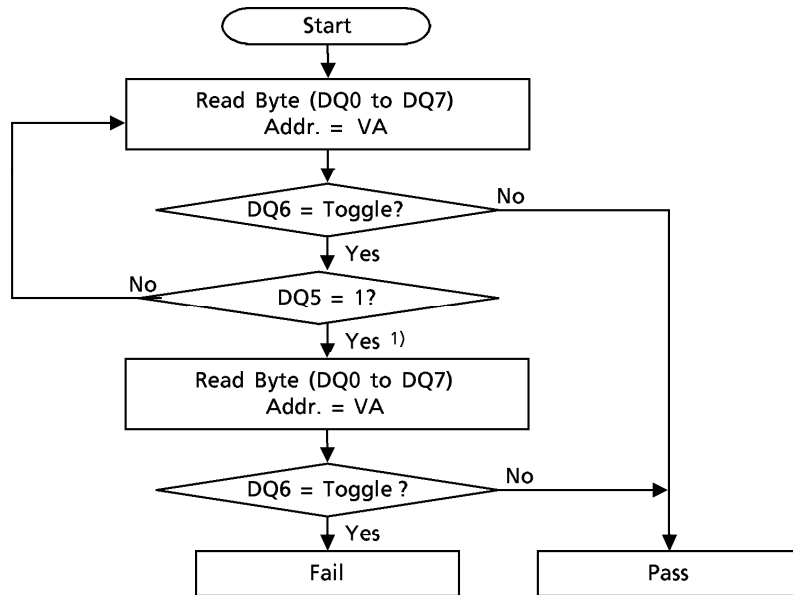 Start
Read Byte (DQ0 to DQ7)
Addr. = VA
DQ6 = Toggle?
No
Yes
No
DQ5 = 1?
Yes 1)
Read Byte (DQ0 to DQ7)
Addr. = VA
DQ6 = Toggle ?
No
Yes
Fail
Pass